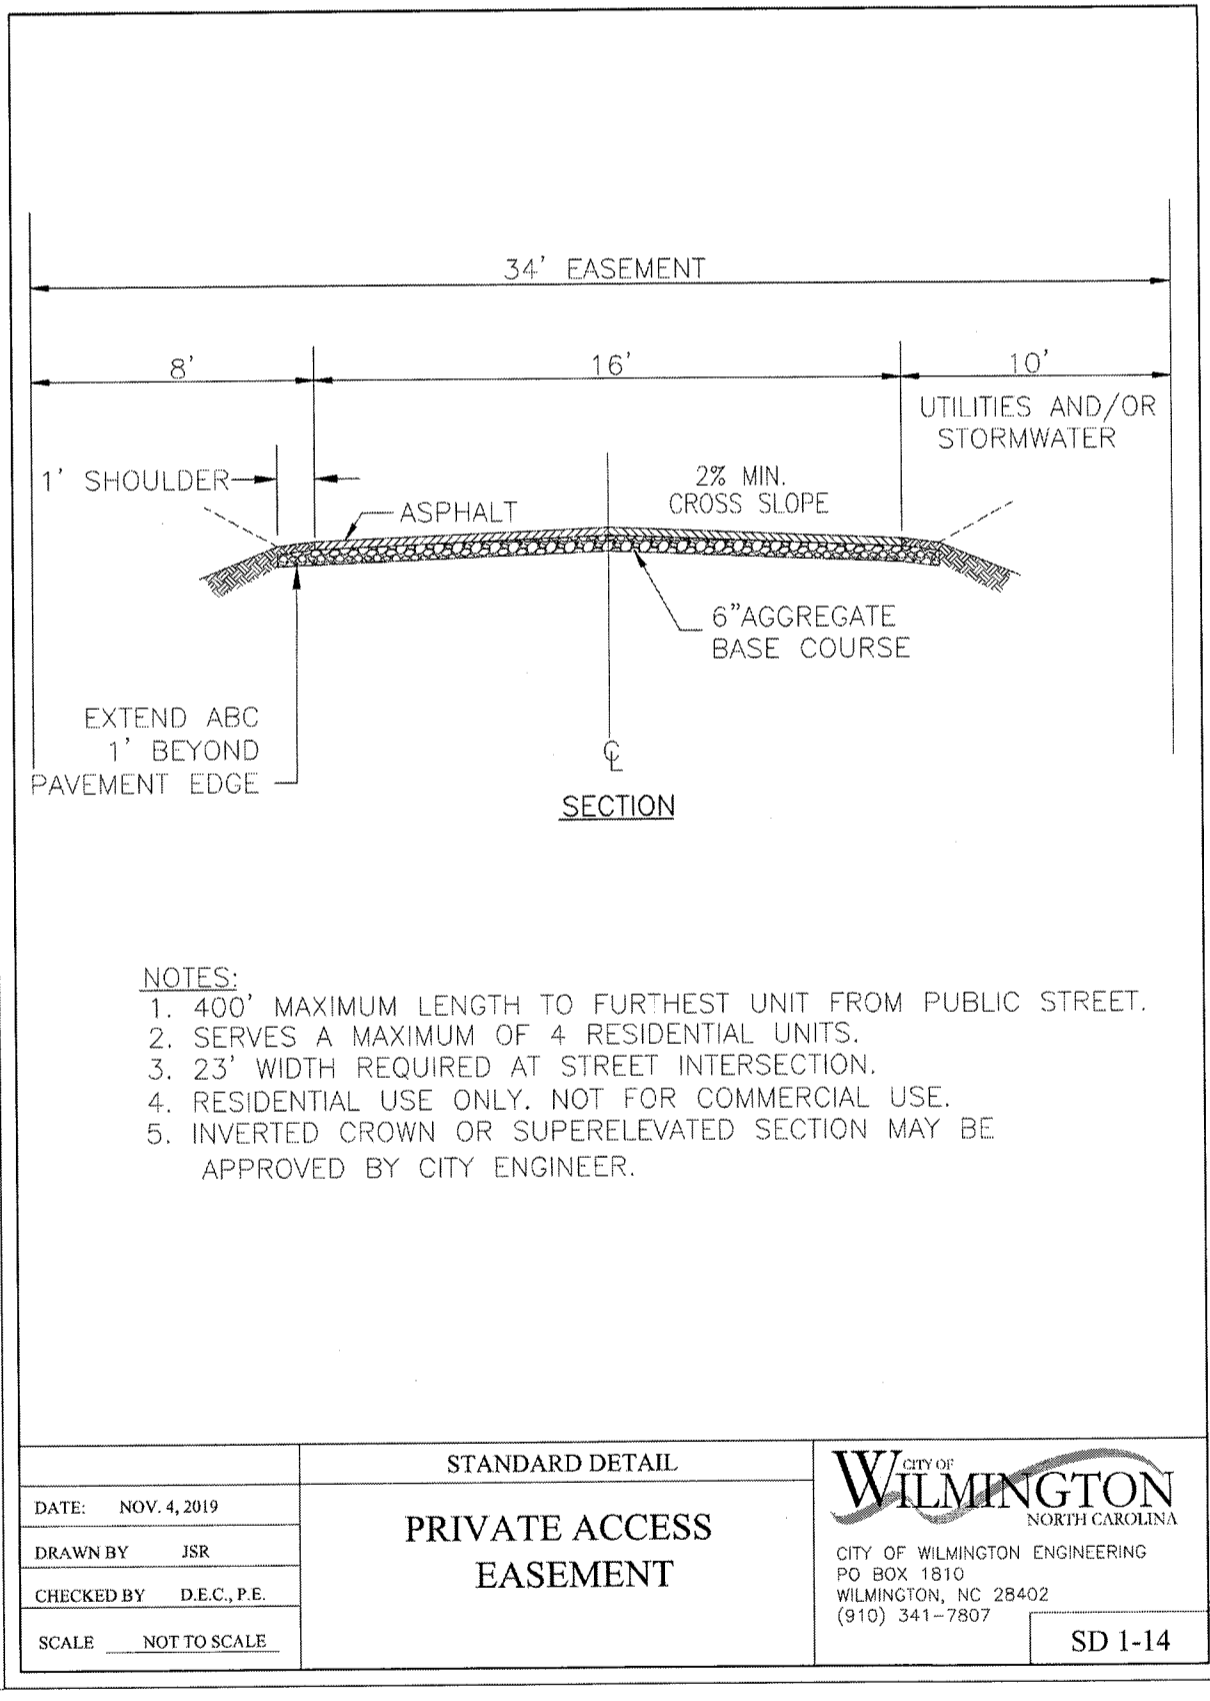 34' EASEMENT
8'
16'
10'
UTILITIES AND/OR
STORMWATER
1' SHOULDER
ASPHALT
2% MIN.
CROSS SLOPE
6"AGGREGATE
BASE COURSE
EXTEND ABC
1' BEYOND
PAVEMENT EDGE
CL
SECTION
NOTES:
1. 400' MAXIMUM LENGTH TO FURTHEST UNIT FROM PUBLIC STREET.
2. SERVES A MAXIMUM OF 4 RESIDENTIAL UNITS.
3. 23' WIDTH REQUIRED AT STREET INTERSECTION.
4. RESIDENTIAL USE ONLY. NOT FOR COMMERCIAL USE.
5. INVERTED CROWN OR SUPERELEVATED SECTION MAY BE
APPROVED BY CITY ENGINEER.
DATE: NOV. 4, 2019
DRAWN BY JSR
CHECKED BY D.E.C., P.E.
SCALE NOT TO SCALE
STANDARD DETAIL
PRIVATE ACCESS
EASEMENT
CITY OF
WILMINGTON
NORTH CAROLINA
CITY OF WILMINGTON ENGINEERING
PO BOX 1810
WILMINGTON, NC 28402
(910) 341-7807
SD 1-14